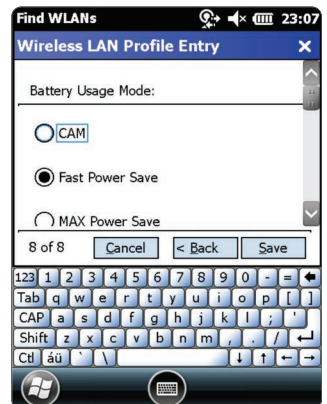 Find WLANs 23:07
Wireless LAN Profile Entry X
Battery Usage Mode:
CAM
Fast Power Save
MAX Power Save
8 of 8 Cancel < Back Save
123 1 2 3 4 5 6 7 8 9 0 - =
Tab q w e r t y u i o p [ ]
CAP a s d f g h j k l ; '
Shift z x c v b n m , . /
Ctl áü ` \